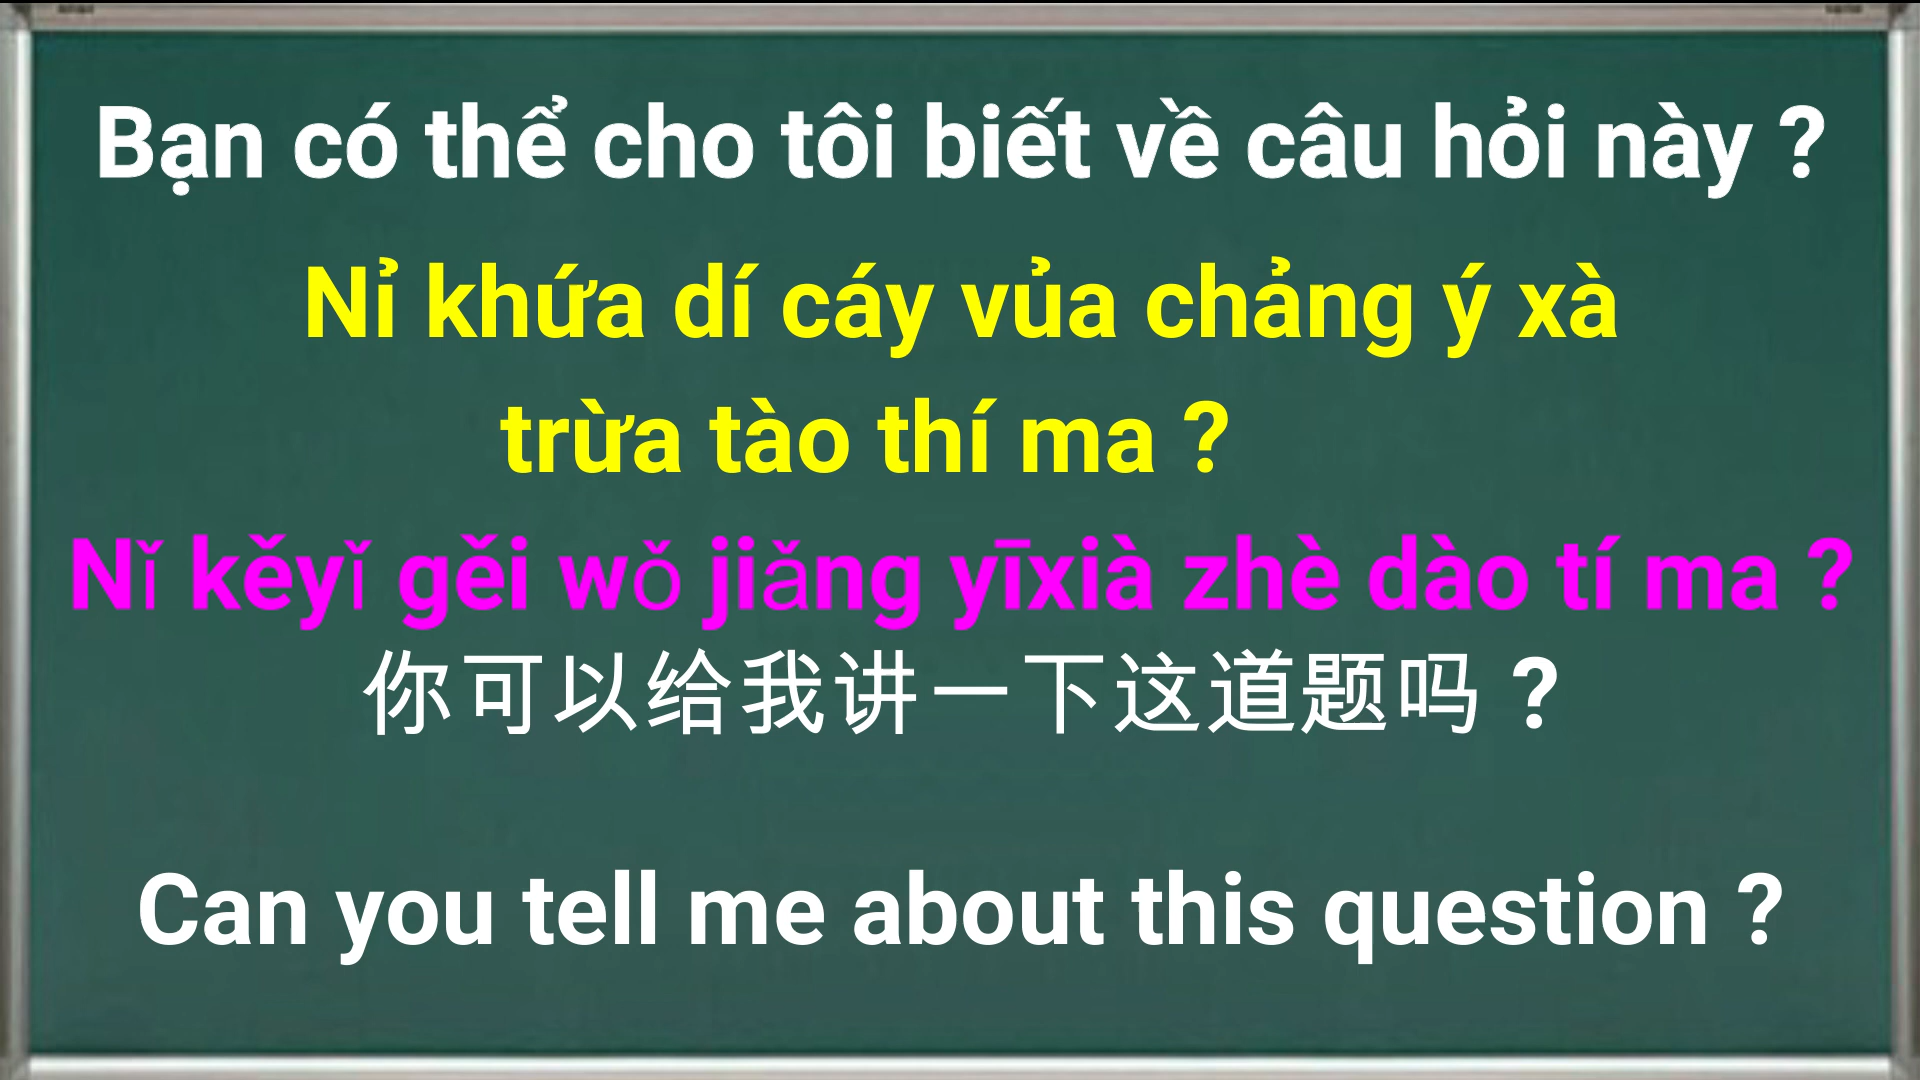 Bạn có thể cho tôi biết về câu hỏi này ?
Nỉ khứa dí cáy vủa chảng ý xà
trừa tào thí ma ?
Nǐ kěyǐ gěi wǒ jiǎng yīxià zhè dào tí ma ?
你可以给我讲一下这道题吗 ?
Can you tell me about this question ?